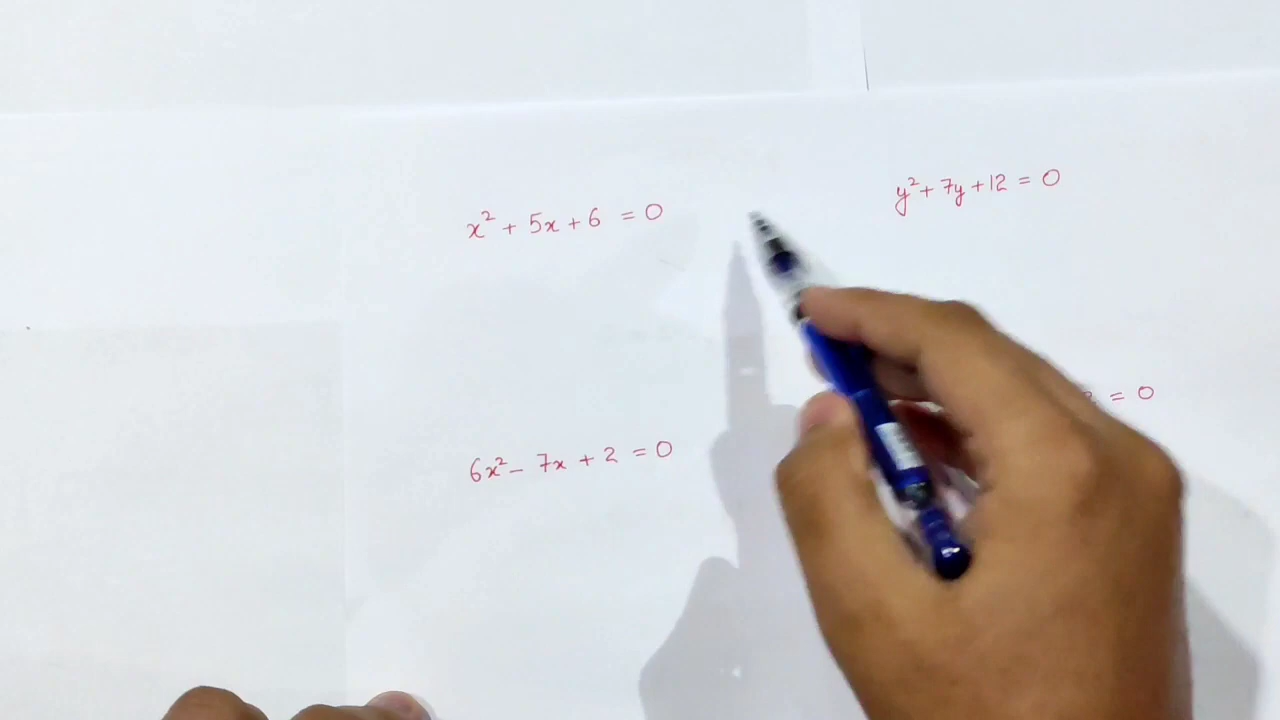 x² + 5x + 6 = 0
y² + 7y + 12 = 0
6x² - 7x + 2 = 0
= 0